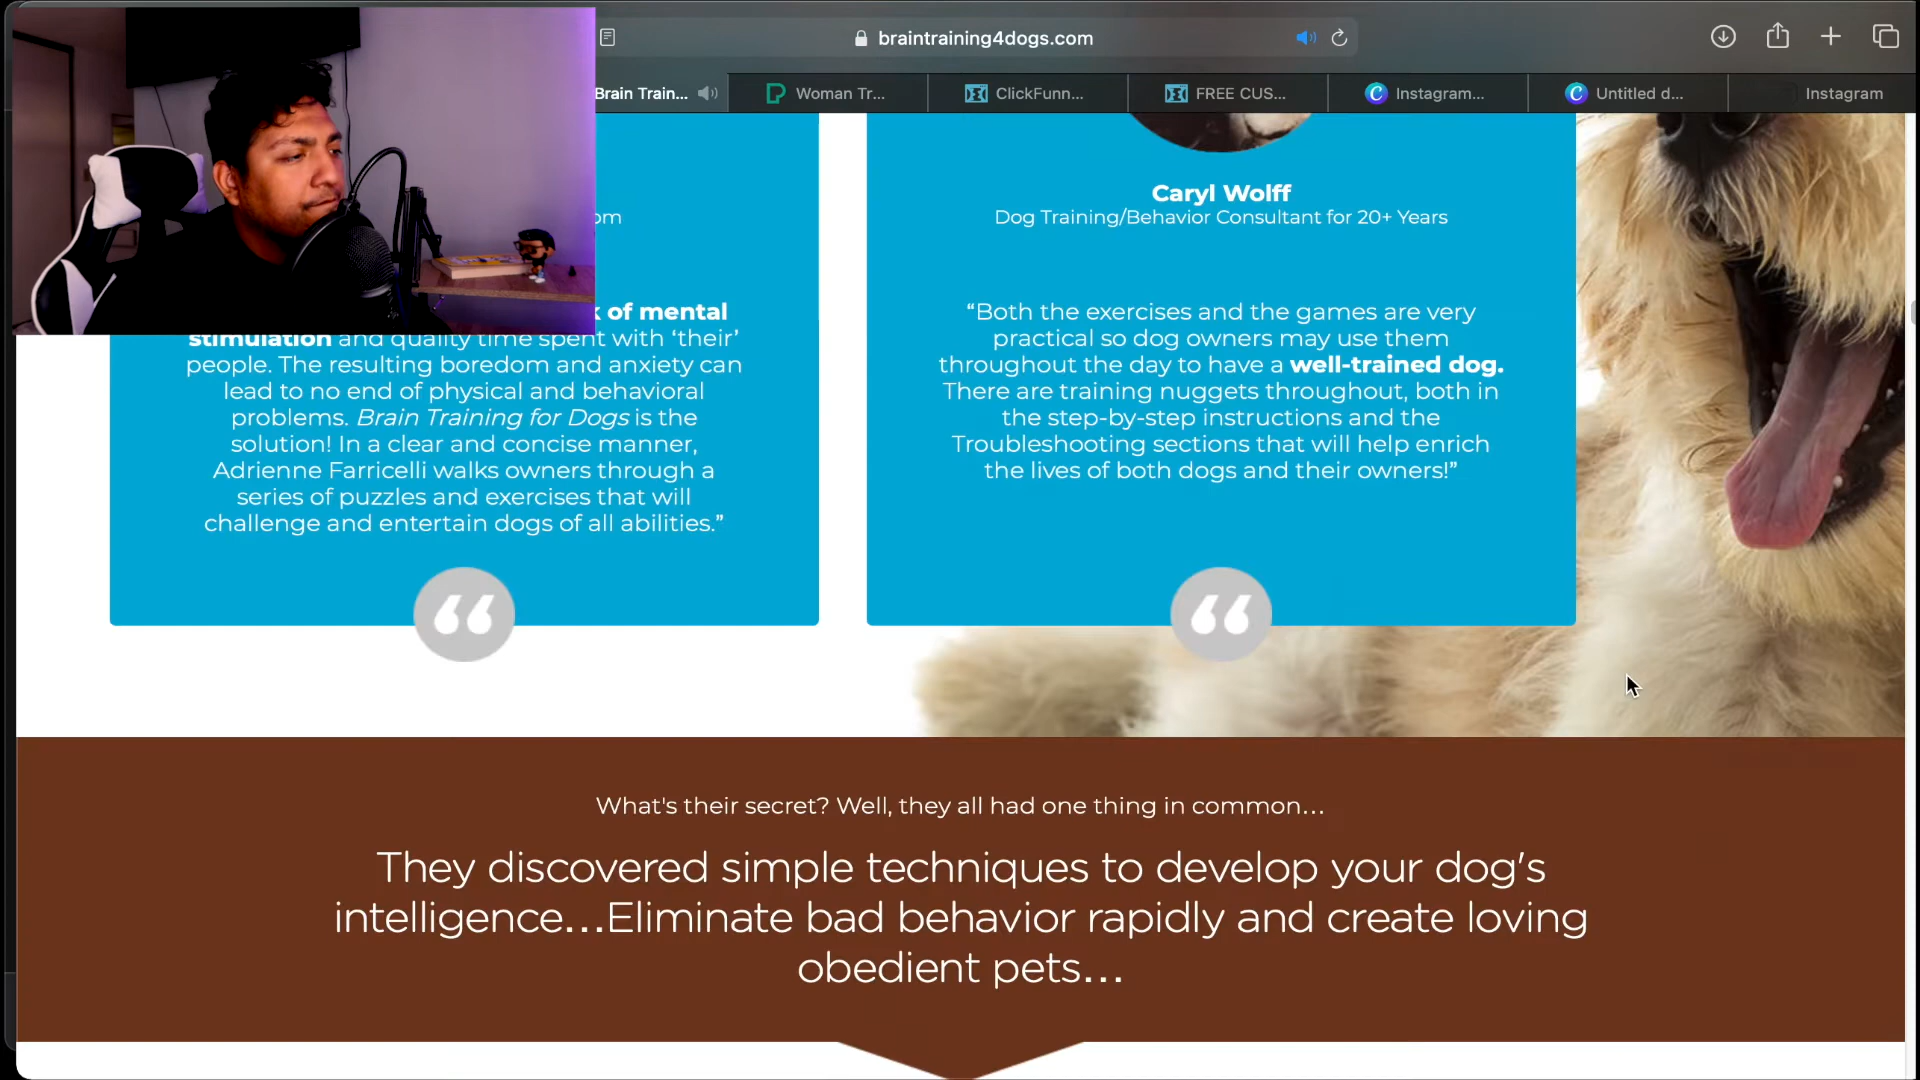 braintraining4dogs.com
Brain Train...
Woman Tr...
ClickFunn...
FREE CUS...
Instagram...
Untitled d...
Instagram
of mental
stimulation and quality time spent with ‘their’
people. The resulting boredom and anxiety can
lead to no end of physical and behavioral
problems. Brain Training for Dogs is the
solution! In a clear and concise manner,
Adrienne Farricelli walks owners through a
series of puzzles and exercises that will
challenge and entertain dogs of all abilities.”
Caryl Wolff
Dog Training/Behavior Consultant for 20+ Years
“Both the exercises and the games are very
practical so dog owners may use them
throughout the day to have a well-trained dog.
There are training nuggets throughout, both in
the step-by-step instructions and the
Troubleshooting sections that will help enrich
the lives of both dogs and their owners!”
What's their secret? Well, they all had one thing in common...
They discovered simple techniques to develop your dog's
intelligence...Eliminate bad behavior rapidly and create loving
obedient pets...